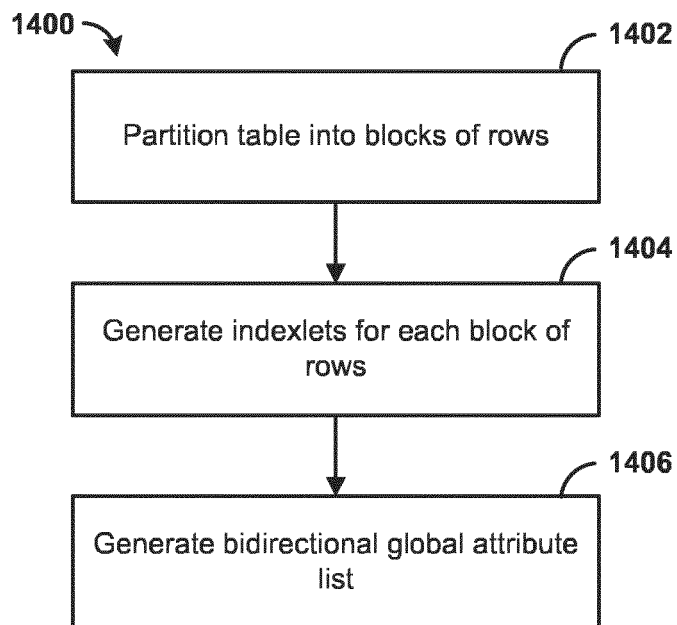 1400
1402
Partition table into blocks of rows
1404
Generate indexlets for each block of
rows
1406
Generate bidirectional global attribute
list